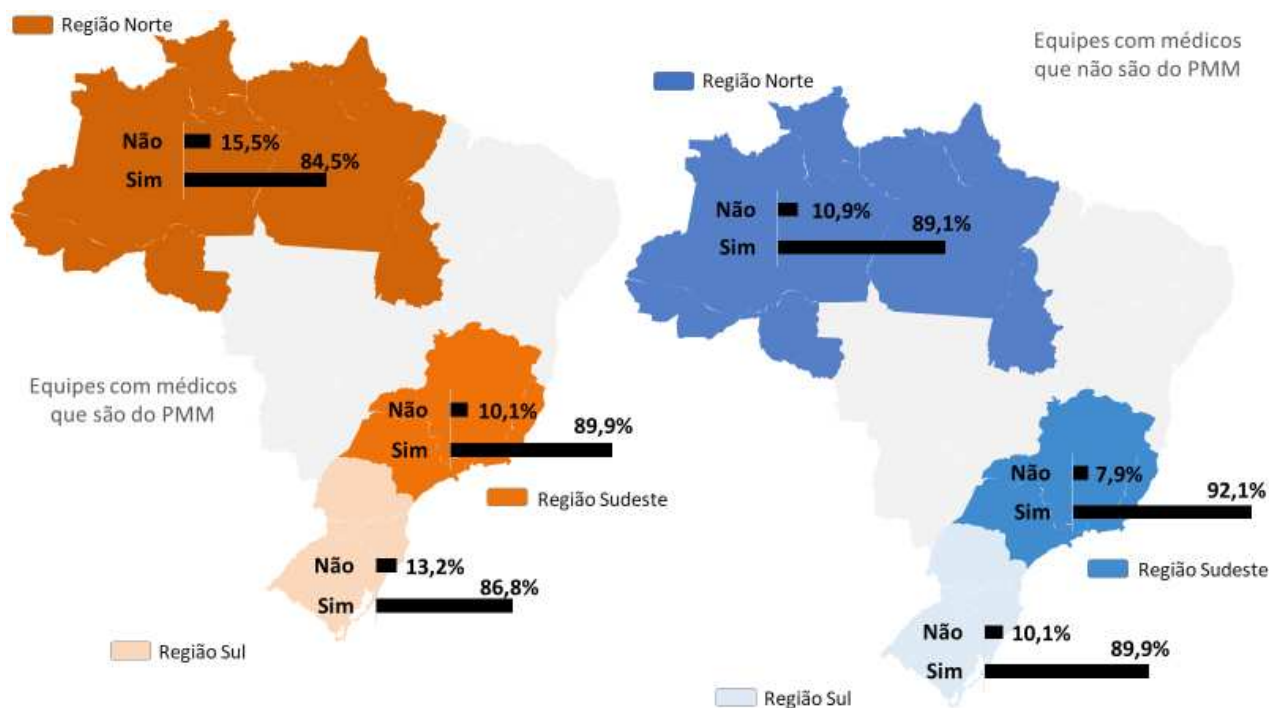 Região Norte
Não 15,5%
84,5%
Sim
Equipes com médicos
que são do PMM
Não 10,1%
89,9%
Sim
Região Sudeste
Não 13,2%
86,8%
Sim
Região Sul
Equipes com médicos
que não são do PMM
Região Norte
Não 10,9%
89,1%
Sim
Não 7,9%
92,1%
Sim
Região Sudeste
Não 10,1%
89,9%
Sim
Região Sul